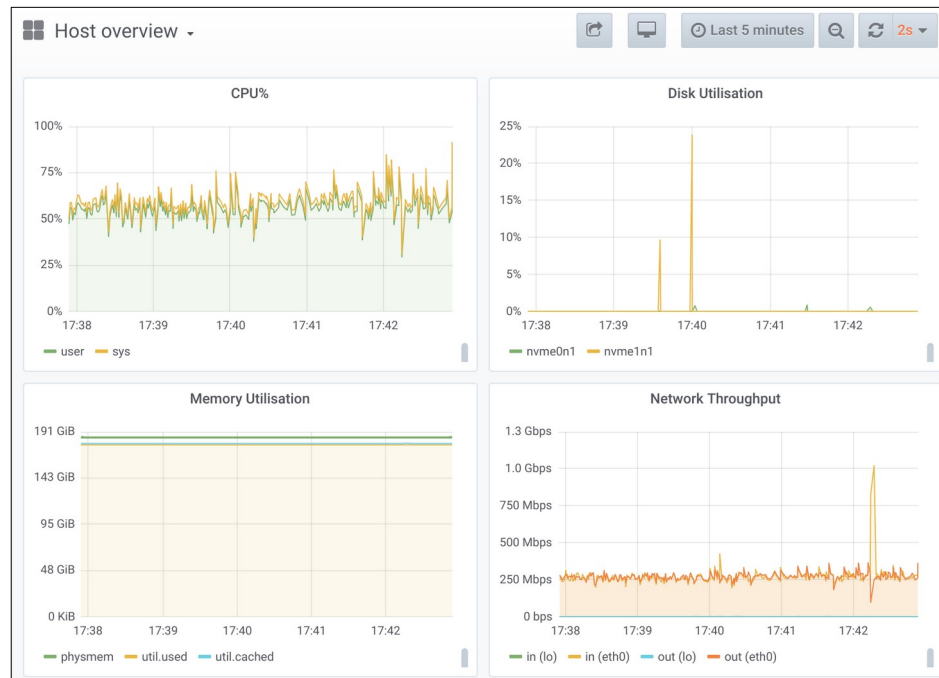 Host overview
Last 5 minutes
2s
CPU%
100%
75%
50%
25%
0%
17:38 17:39 17:40 17:41 17:42
user sys
Disk Utilisation
25%
20%
15%
10%
5%
0%
17:38 17:39 17:40 17:41 17:42
nvme0n1 nvme1n1
Memory Utilisation
191 GiB
143 GiB
95 GiB
48 GiB
0 KiB
17:38 17:39 17:40 17:41 17:42
physmem util.used util.cached
Network Throughput
1.3 Gbps
1.0 Gbps
750 Mbps
500 Mbps
250 Mbps
0 bps
17:38 17:39 17:40 17:41 17:42
in (lo) in (eth0) out (lo) out (eth0)